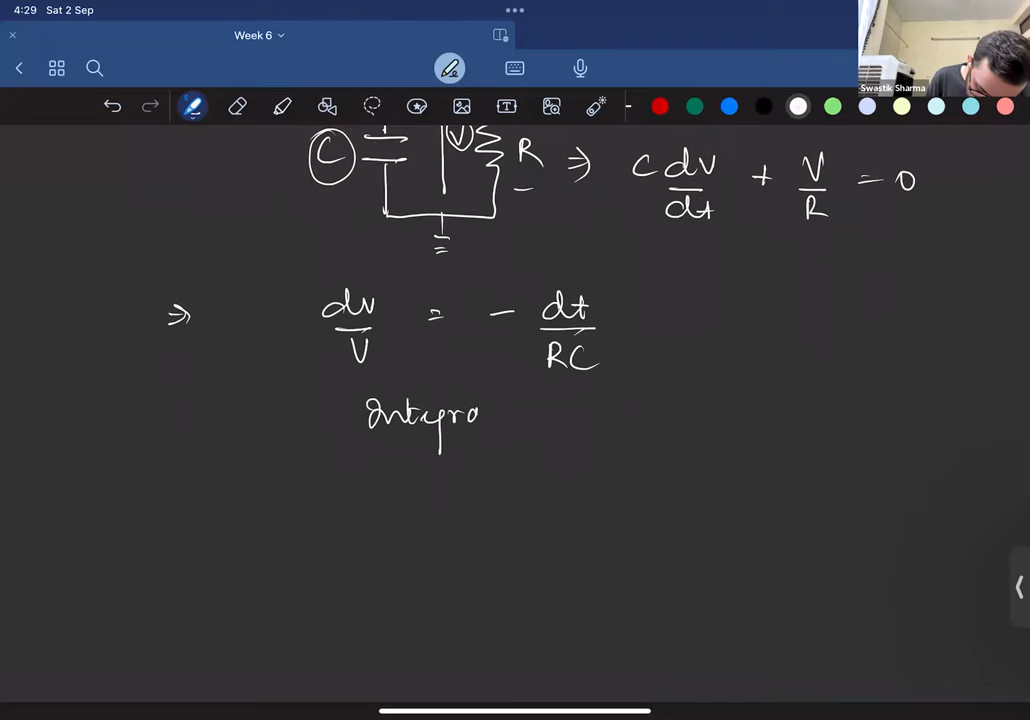 4:29 Sat 2 Sep
Week 6
Swastik Sharma
C V R ⇒ C dv/dt + V/R = 0
⇒ dv/V = - dt/RC
Integra